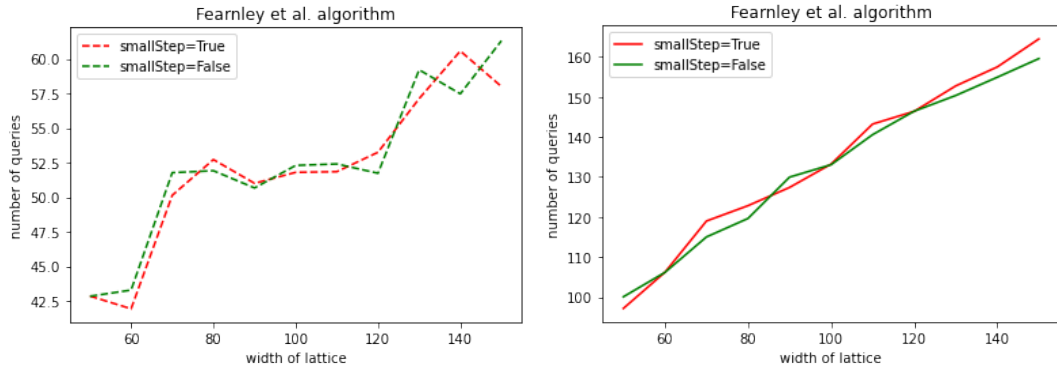 Fearnley et al. algorithm
smallStep=True
smallStep=False
number of queries
60.0
57.5
55.0
52.5
50.0
47.5
45.0
42.5
60
80
100
120
140
width of lattice
Fearnley et al. algorithm
smallStep=True
smallStep=False
number of queries
160
150
140
130
120
110
100
60
80
100
120
140
width of lattice